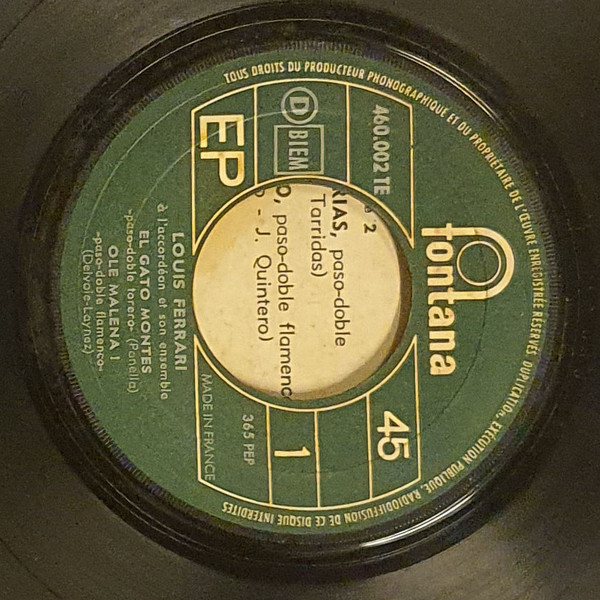 TOUS DROITS DU PRODUCTEUR PHONOGRAPHIQUE ET DU PROPRIÉTAIRE DE L'ŒUVRE ENREGISTRÉE RÉSERVÉS. DUPLICATION, EXÉCUTION PUBLIQUE, RADIODIFFUSION DE CE DISQUE INTERDITES
fontana
460.002 TE
45
D
BIEM
1
365 PEP
EP
MADE IN FRANCE
2
RIAS, paso-doble
Tarridas)
O, paso-doble flamenc
- J. Quintero)
LOUIS FERRARI
à l'accordéon et son ensemble
EL GATO MONTES
-paso-doble torero- (Penella)
OLE MALENA !
-paso-doble flamenco-
(Delvole-Laynaz)